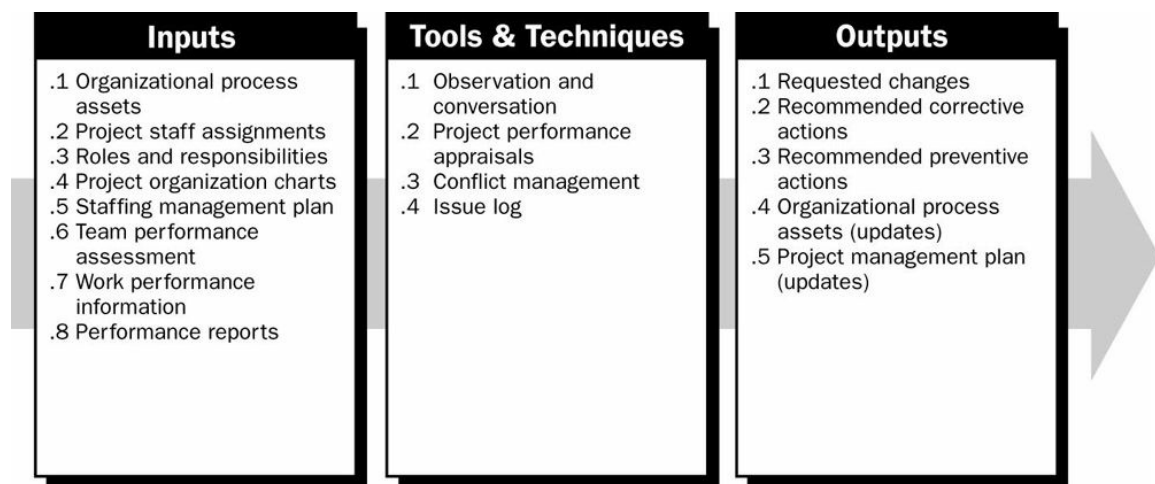 Inputs
.1 Organizational process
assets
.2 Project staff assignments
.3 Roles and responsibilities
.4 Project organization charts
.5 Staffing management plan
.6 Team performance
assessment
.7 Work performance
information
.8 Performance reports
Tools & Techniques
.1 Observation and
conversation
.2 Project performance
appraisals
.3 Conflict management
.4 Issue log
Outputs
.1 Requested changes
.2 Recommended corrective
actions
.3 Recommended preventive
actions
.4 Organizational process
assets (updates)
.5 Project management plan
(updates)